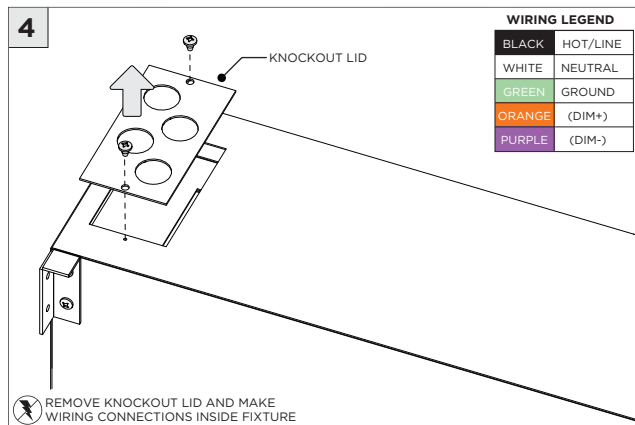 4
KNOCKOUT LID
WIRING LEGEND
BLACK HOT/LINE
WHITE NEUTRAL
GREEN GROUND
ORANGE (DIM+)
PURPLE (DIM-)
REMOVE KNOCKOUT LID AND MAKE
WIRING CONNECTIONS INSIDE FIXTURE